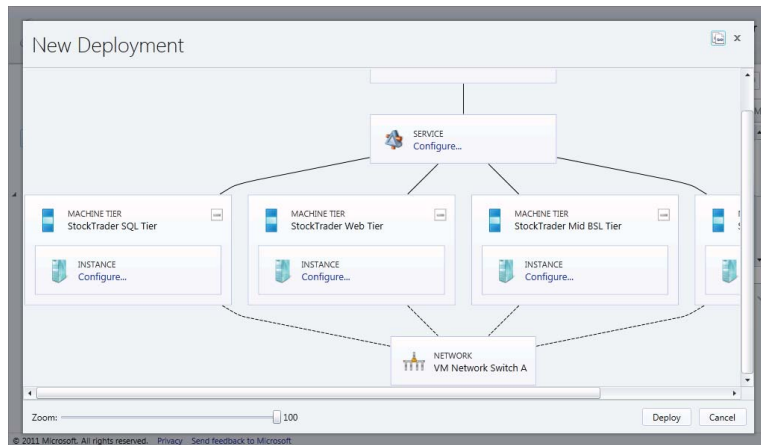 New Deployment
x
SERVICE
Configure...
MACHINE TIER
StockTrader SQL Tier
MACHINE TIER
StockTrader Web Tier
MACHINE TIER
StockTrader Mid BSL Tier
INSTANCE
Configure...
INSTANCE
Configure...
INSTANCE
Configure...
NETWORK
VM Network Switch A
Zoom:
100
Deploy
Cancel
© 2011 Microsoft. All rights reserved. Privacy Send feedback to Microsoft